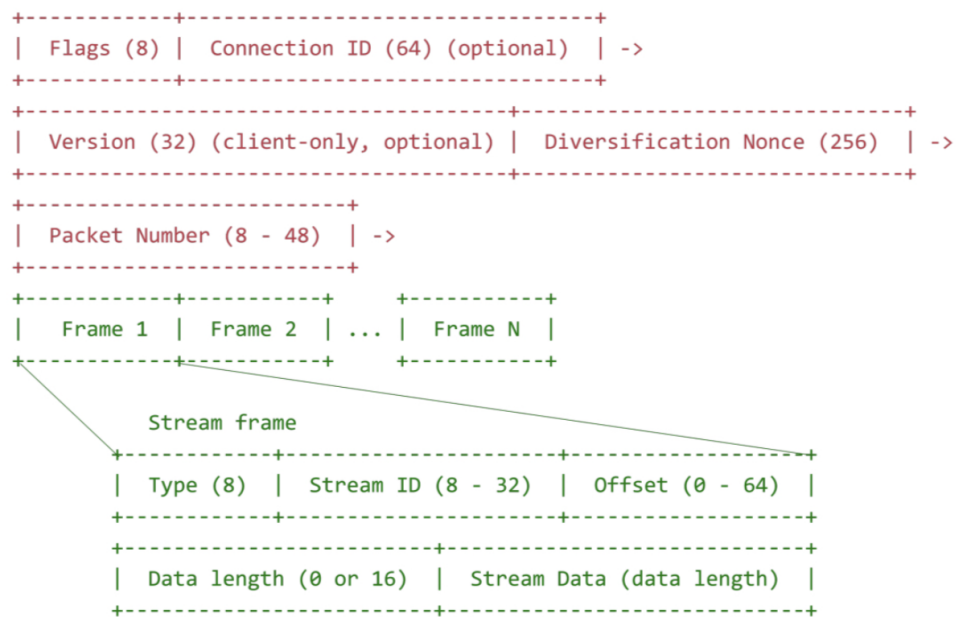 Flags (8) | Connection ID (64) (optional) | ->
Version (32) (client-only, optional) | Diversification Nonce (256) | ->
Packet Number (8 - 48) | ->
Frame 1 | Frame 2 | ... | Frame N |
Stream frame
Type (8) | Stream ID (8 - 32) | Offset (0 - 64) |
Data length (0 or 16) | Stream Data (data length) |